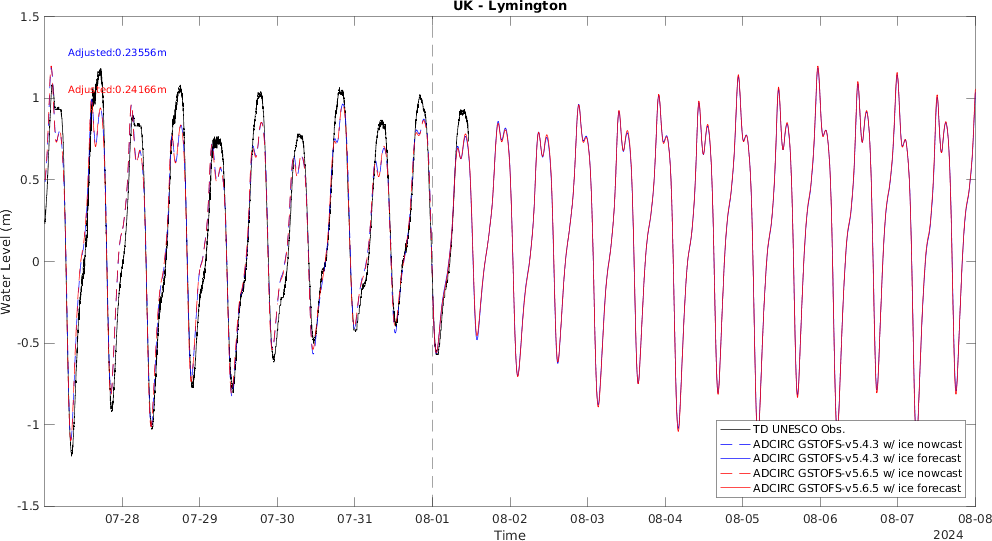 UK - Lymington
Adjusted:0.23556m
Adjusted:0.24166m
Water Level (m)
1.5
1
0.5
0
-0.5
-1
-1.5
TD UNESCO Obs.
ADCIRC GSTOFS-v5.4.3 w/ ice nowcast
ADCIRC GSTOFS-v5.4.3 w/ ice forecast
ADCIRC GSTOFS-v5.6.5 w/ ice nowcast
ADCIRC GSTOFS-v5.6.5 w/ ice forecast
07-28 07-29 07-30 07-31 08-01 08-02 08-03 08-04 08-05 08-06 08-07 08-08
Time
2024